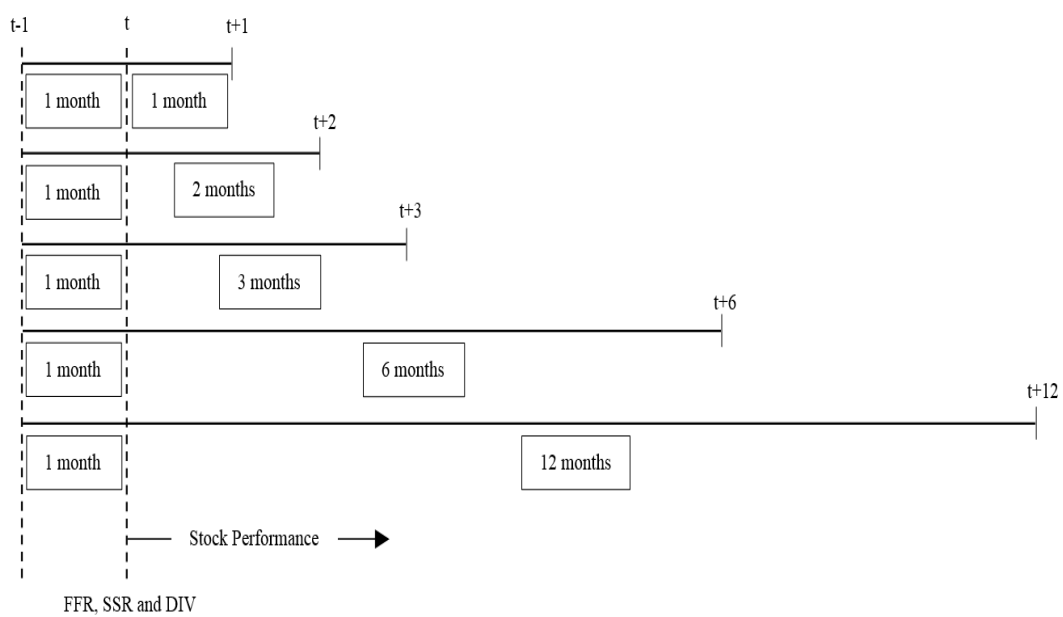 t-1
t
t+1
1 month
1 month
t+2
1 month
2 months
t+3
1 month
3 months
t+6
1 month
6 months
t+12
1 month
12 months
Stock Performance
FFR, SSR and DIV